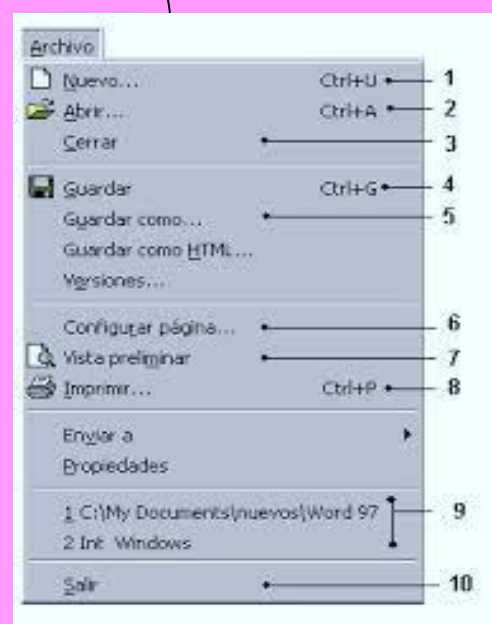 Archivo
Nuevo... Ctrl+U 1
Abrir... Ctrl+A 2
Cerrar 3
Guardar Ctrl+G 4
Guardar como... 5
Guardar como HTML...
Versiones...
Configurar página... 6
Vista preliminar 7
Imprimir... Ctrl+P 8
Enviar a
Propiedades
1 C:\My Documents\nuevos\Word 97 9
2 Int Windows
Salir 10